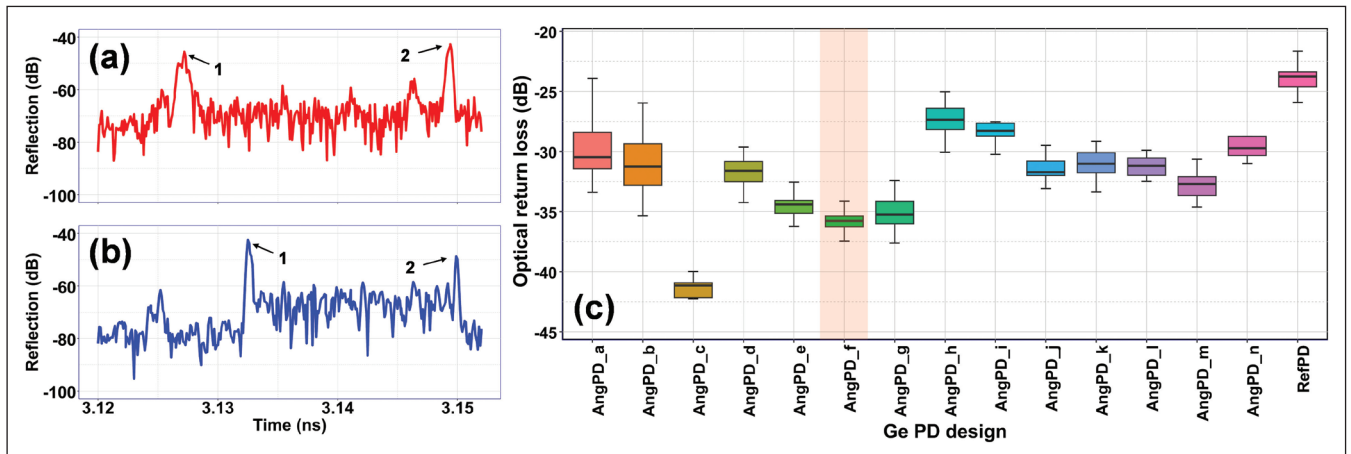 (a)
Reflection (dB)
-40
-60
-80
-100
1
2
(b)
Reflection (dB)
-40
-60
-80
-100
1
2
3.12
3.13
3.14
3.15
Time (ns)
(c)
Optical return loss (dB)
-20
-25
-30
-35
-40
-45
AngPD_a
AngPD_b
AngPD_c
AngPD_d
AngPD_e
AngPD_f
AngPD_g
AngPD_h
AngPD_i
AngPD_j
AngPD_k
AngPD_l
AngPD_m
AngPD_n
RefPD
Ge PD design